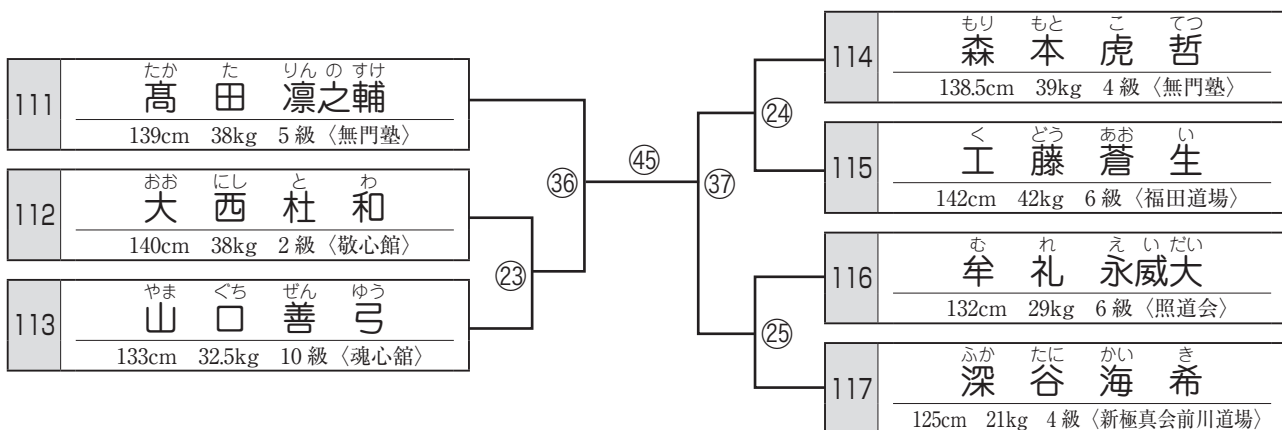 111
たか た りん の すけ
髙 田 凛之輔
139cm 38kg 5級〈無門塾〉
112
おお にし と わ
大 西 杜 和
140cm 38kg 2級〈敬心館〉
113
やま ぐち ぜん ゆう
山 口 善 弓
133cm 32.5kg 10級〈魂心舘〉
㊱
㉓
㊺
㊲
㉔
㉕
114
もり もと こ てつ
森 本 虎 哲
138.5cm 39kg 4級〈無門塾〉
115
く どう あお い
工 藤 蒼 生
142cm 42kg 6級〈福田道場〉
116
む れ え い だい
牟 礼 永威大
132cm 29kg 6級〈照道会〉
117
ふか たに かい き
深 谷 海 希
125cm 21kg 4級〈新極真会前川道場〉